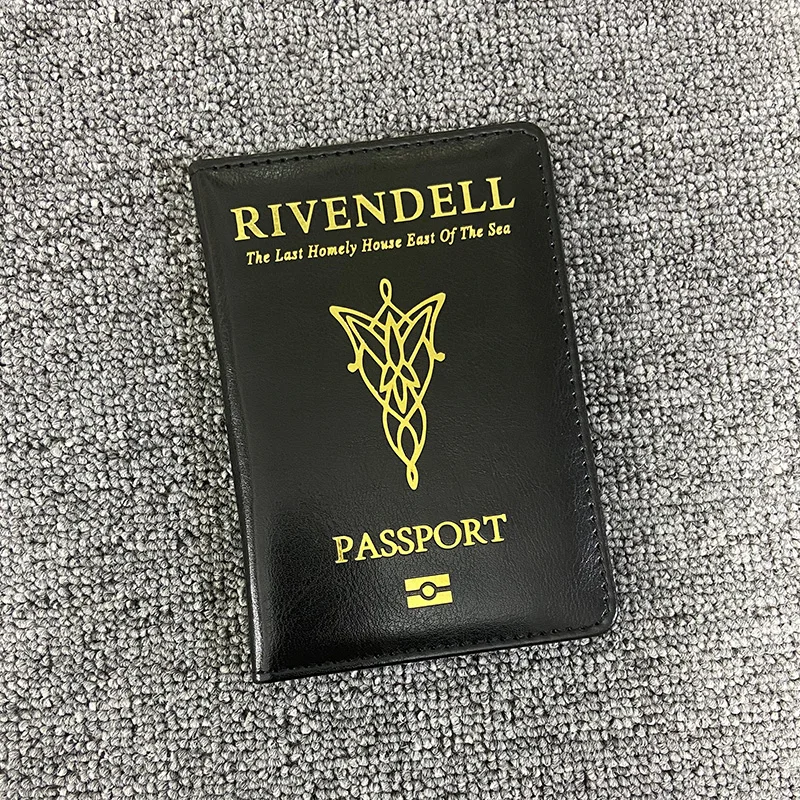 RIVENDELL
The Last Homely House East Of The Sea
PASSPORT